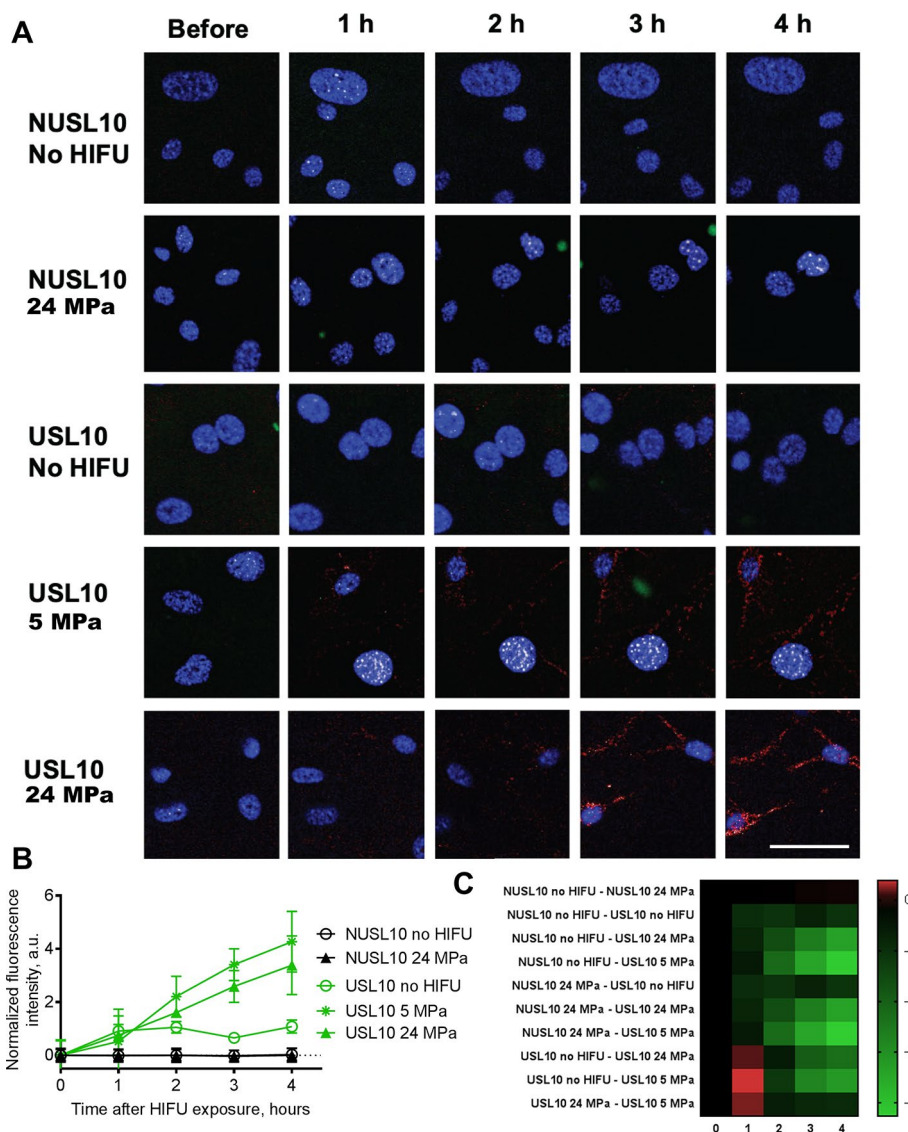 A
Before 1 h 2 h 3 h 4 h
NUSL10
No HIFU
NUSL10
24 MPa
USL10
No HIFU
USL10
5 MPa
USL10
24 MPa
B
Normalized fluorescence
intensity, a.u.
6
4
2
0
0 1 2 3 4
Time after HIFU exposure, hours
NUSL10 no HIFU
NUSL10 24 MPa
USL10 no HIFU
USL10 5 MPa
USL10 24 MPa
C
NUSL10 no HIFU - NUSL10 24 MPa
NUSL10 no HIFU - USL10 no HIFU
NUSL10 no HIFU - USL10 24 MPa
NUSL10 no HIFU - USL10 5 MPa
NUSL10 24 MPa - USL10 no HIFU
NUSL10 24 MPa - USL10 24 MPa
NUSL10 24 MPa - USL10 5 MPa
USL10 no HIFU - USL10 24 MPa
USL10 no HIFU - USL10 5 MPa
USL10 24 MPa - USL10 5 MPa
0 1 2 3 4